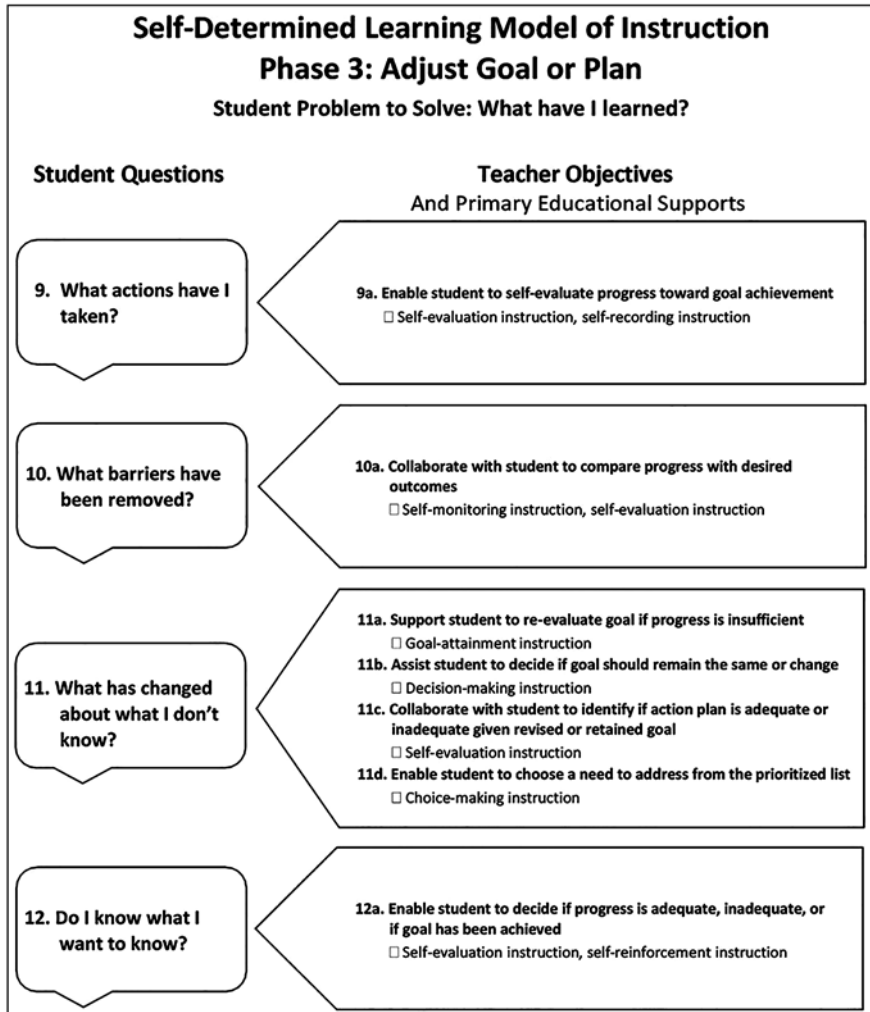 Self-Determined Learning Model of Instruction
Phase 3: Adjust Goal or Plan
Student Problem to Solve: What have I learned?
Student Questions
Teacher Objectives
And Primary Educational Supports
9. What actions have I
taken?
9a. Enable student to self-evaluate progress toward goal achievement
☐ Self-evaluation instruction, self-recording instruction
10. What barriers have
been removed?
10a. Collaborate with student to compare progress with desired
outcomes
☐ Self-monitoring instruction, self-evaluation instruction
11. What has changed
about what I don't
know?
11a. Support student to re-evaluate goal if progress is insufficient
☐ Goal-attainment instruction
11b. Assist student to decide if goal should remain the same or change
☐ Decision-making instruction
11c. Collaborate with student to identify if action plan is adequate or
inadequate given revised or retained goal
☐ Self-evaluation instruction
11d. Enable student to choose a need to address from the prioritized list
☐ Choice-making instruction
12. Do I know what I
want to know?
12a. Enable student to decide if progress is adequate, inadequate, or
if goal has been achieved
☐ Self-evaluation instruction, self-reinforcement instruction